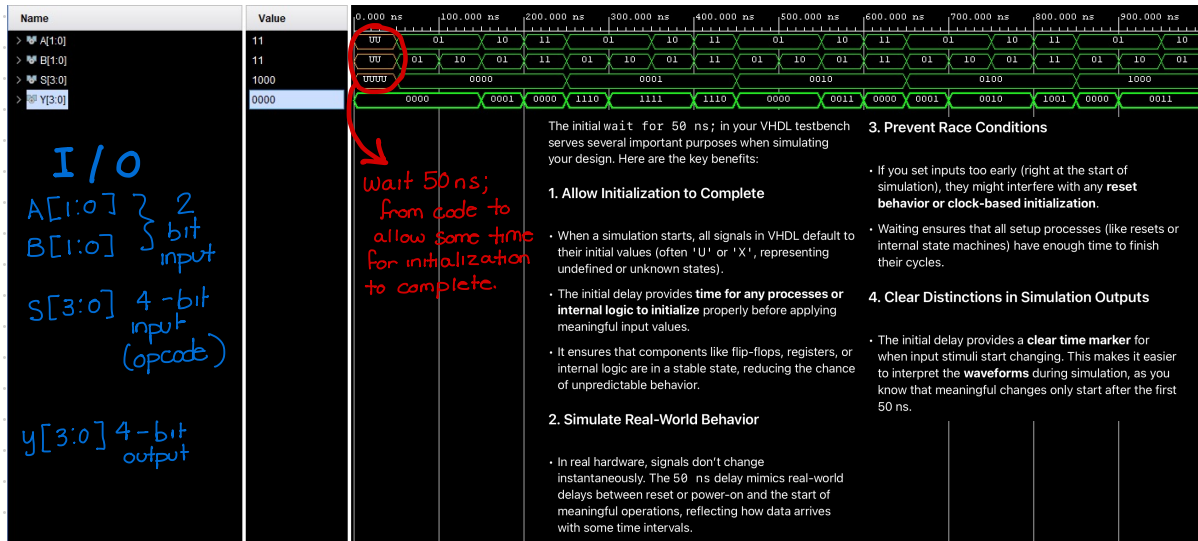 Name
Value
0.000 ns 100.000 ns 200.000 ns 300.000 ns 400.000 ns 500.000 ns 600.000 ns 700.000 ns 800.000 ns 900.000 ns
A[1:0] 11 UU 01 10 11 01 10 11 01 10 11 01 10 11 01 10
B[1:0] 11 UU 01 10 01 11 01 10 01 11 01 10 01 11 01 10 01 11 01 10 01
S[3:0] 1000 UUUU 0000 0001 0010 0100 1000
Y[3:0] 0000 0000 0001 0000 1110 1111 1110 0000 0011 0000 0001 0010 1001 0000 0011
I/O
A[1:0]
B[1:0]
2
bit
input
S[3:0] 4-bit
input
(opcode)
y[3:0] 4-bit
output
Wait 50ns;
from code to
allow some time
for initialization
to complete.
The initial wait for 50 ns; in your VHDL testbench
serves several important purposes when simulating
your design. Here are the key benefits:
1. Allow Initialization to Complete
• When a simulation starts, all signals in VHDL default to
their initial values (often 'U' or 'X', representing
undefined or unknown states).
• The initial delay provides time for any processes or
internal logic to initialize properly before applying
meaningful input values.
• It ensures that components like flip-flops, registers, or
internal logic are in a stable state, reducing the chance
of unpredictable behavior.
2. Simulate Real-World Behavior
• In real hardware, signals don't change
instantaneously. The 50 ns delay mimics real-world
delays between reset or power-on and the start of
meaningful operations, reflecting how data arrives
with some time intervals.
3. Prevent Race Conditions
• If you set inputs too early (right at the start of
simulation), they might interfere with any reset
behavior or clock-based initialization.
• Waiting ensures that all setup processes (like resets or
internal state machines) have enough time to finish
their cycles.
4. Clear Distinctions in Simulation Outputs
• The initial delay provides a clear time marker for
when input stimuli start changing. This makes it easier
to interpret the waveforms during simulation, as you
know that meaningful changes only start after the first
50 ns.